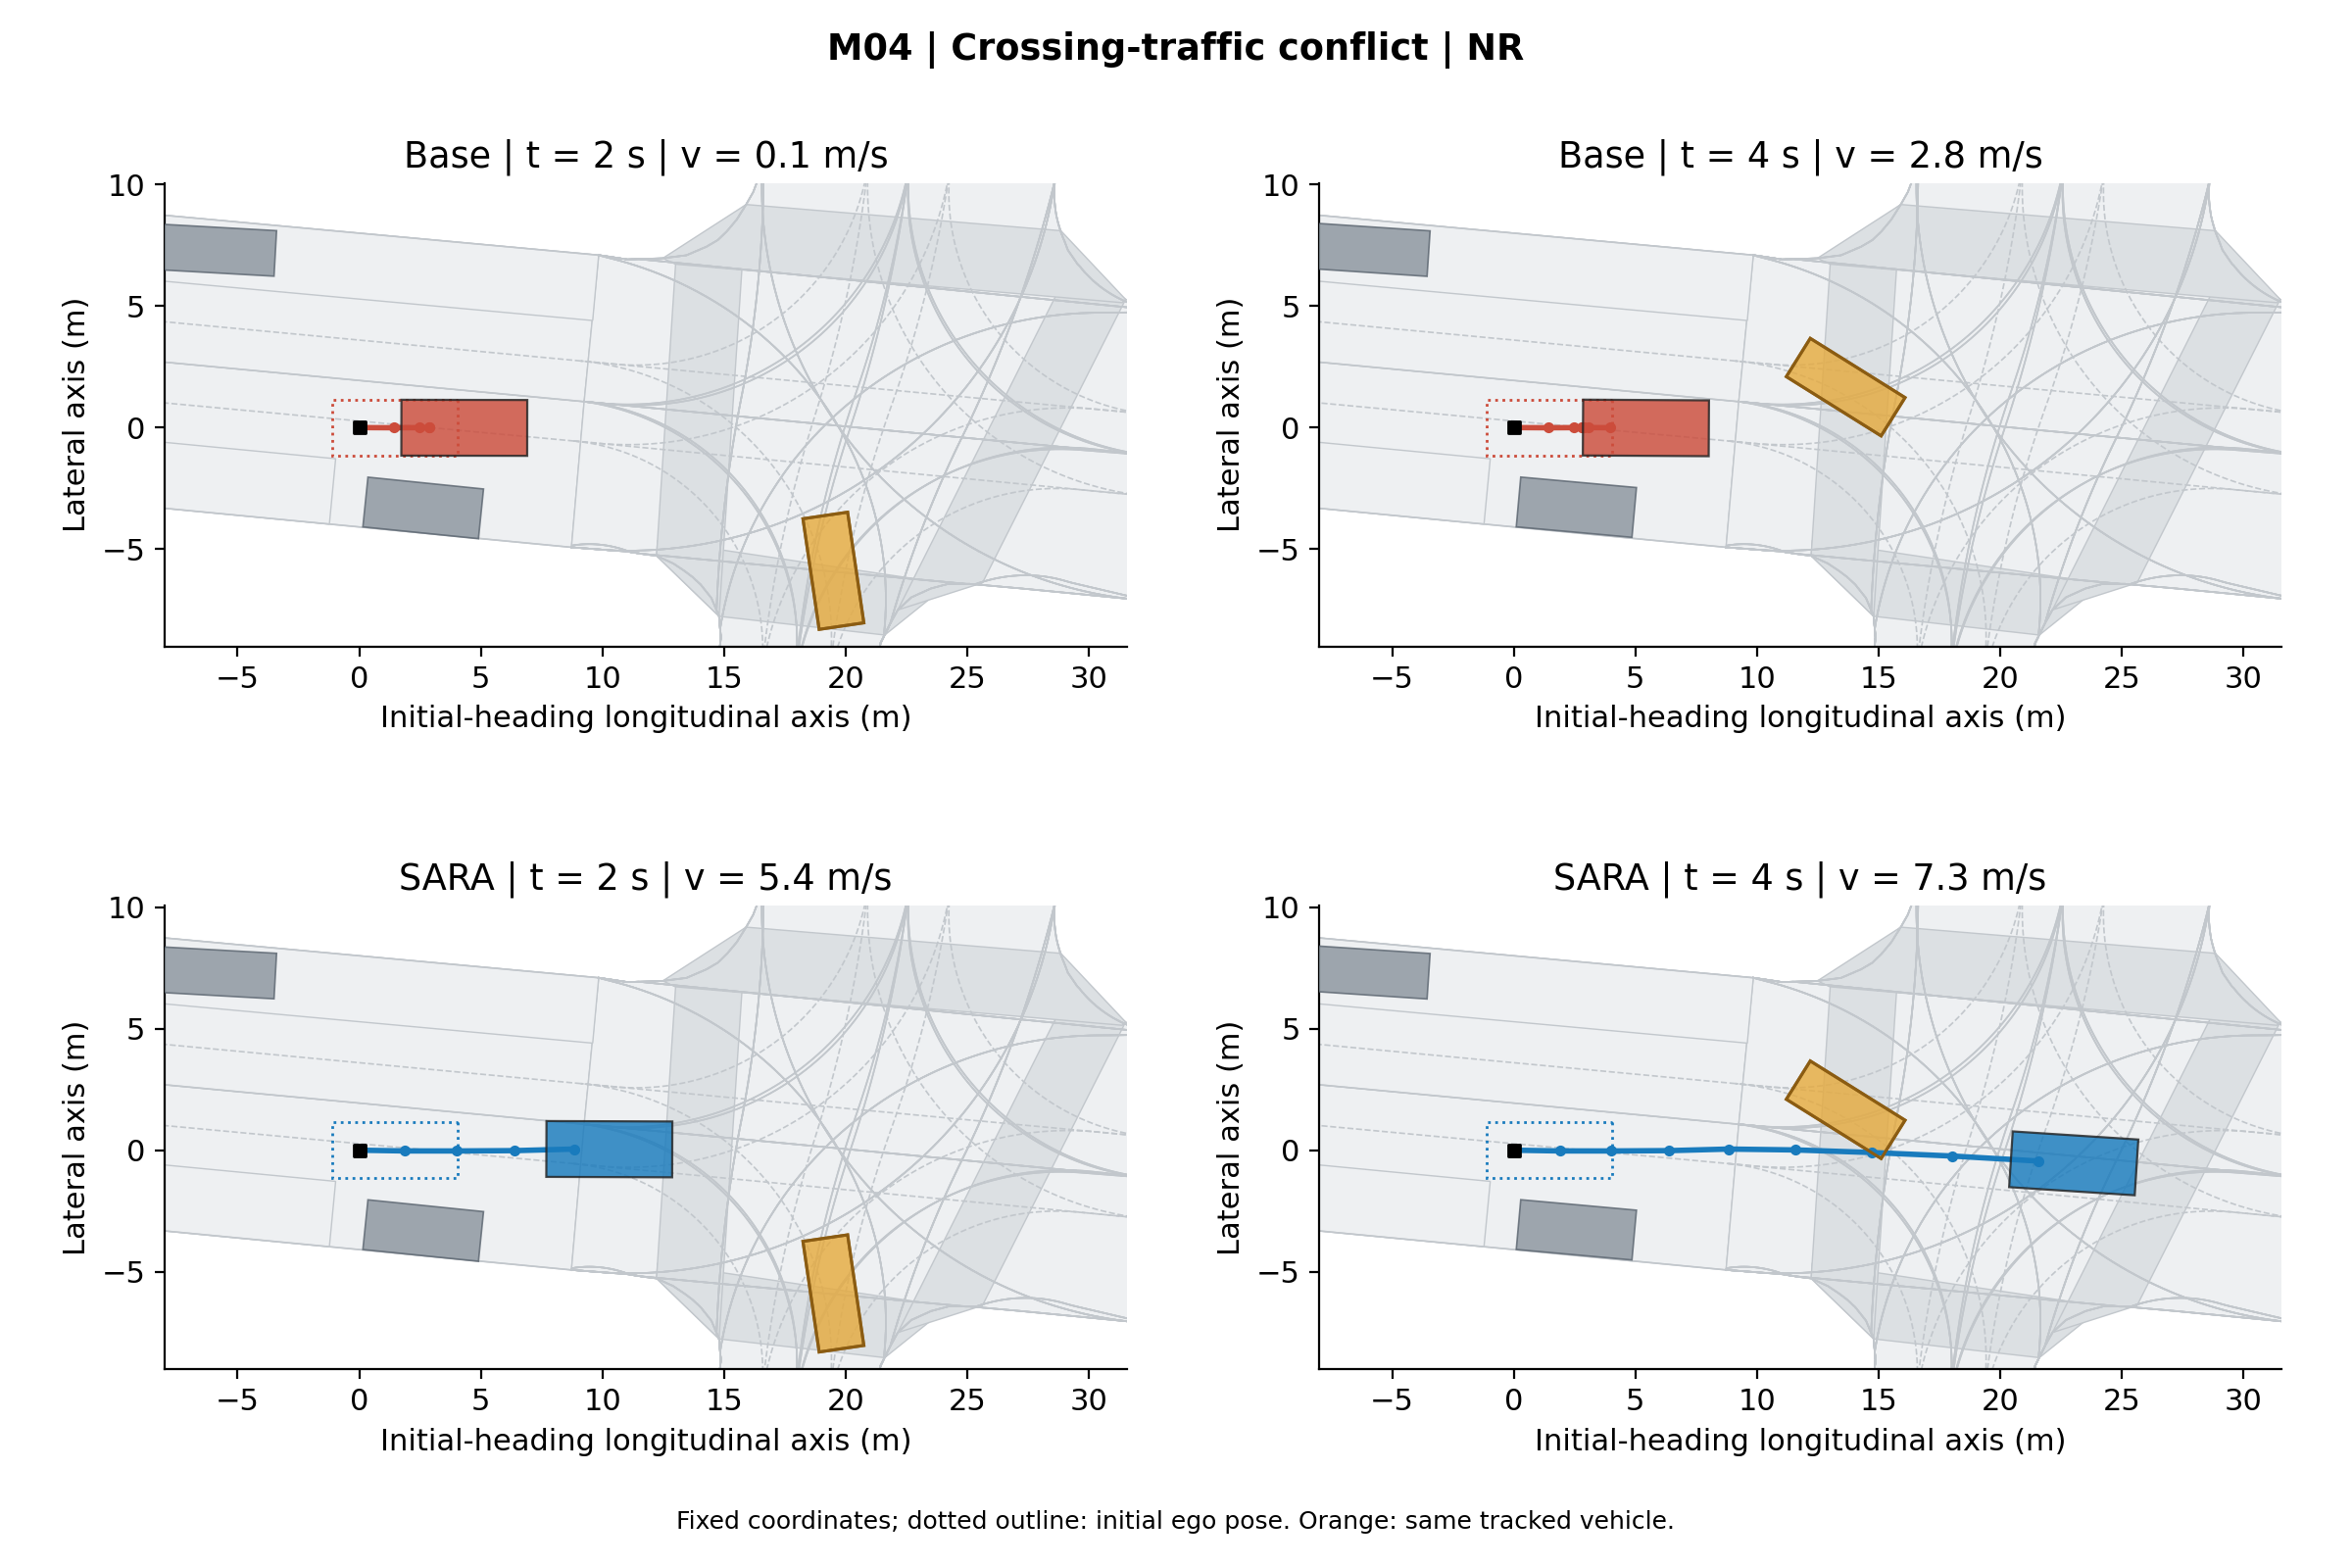 M04 | Crossing-traffic conflict | NR
Base | t = 2 s | v = 0.1 m/s
10
5
0
−5
Lateral axis (m)
−5 0 5 10 15 20 25 30
Initial-heading longitudinal axis (m)
Base | t = 4 s | v = 2.8 m/s
10
5
0
−5
Lateral axis (m)
−5 0 5 10 15 20 25 30
Initial-heading longitudinal axis (m)
SARA | t = 2 s | v = 5.4 m/s
10
5
0
−5
Lateral axis (m)
−5 0 5 10 15 20 25 30
Initial-heading longitudinal axis (m)
SARA | t = 4 s | v = 7.3 m/s
10
5
0
−5
Lateral axis (m)
−5 0 5 10 15 20 25 30
Initial-heading longitudinal axis (m)
Fixed coordinates; dotted outline: initial ego pose. Orange: same tracked vehicle.